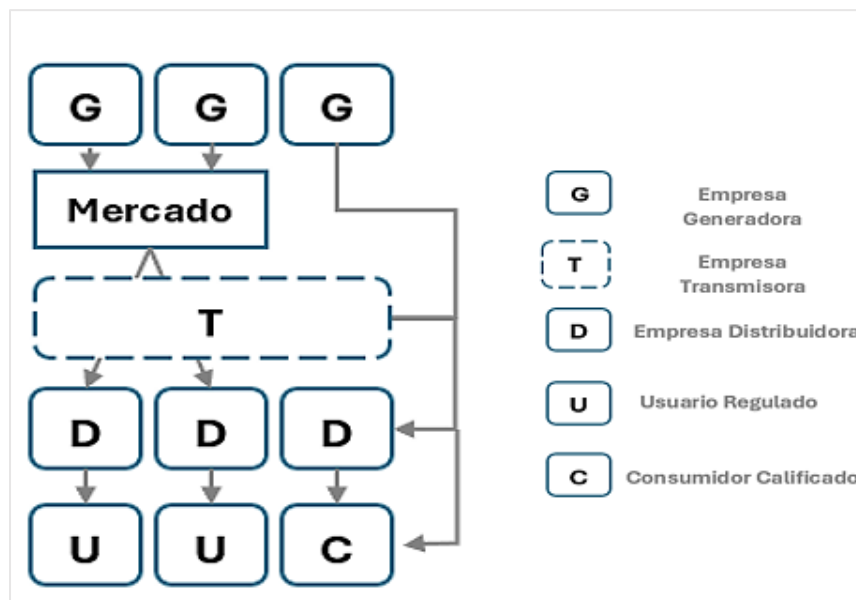 G G G
Mercado
T
D D D
U U C
G Empresa
Generadora
T Empresa
Transmisora
D Empresa Distribuidora
U Usuario Regulado
C Consumidor Calificado